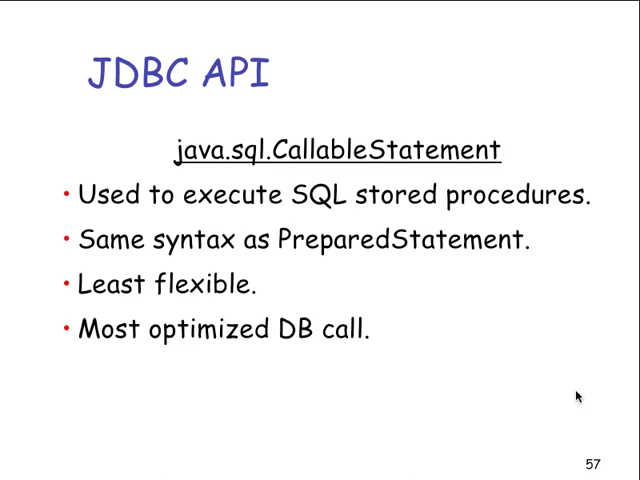 JDBC API
java.sql.CallableStatement
• Used to execute SQL stored procedures.
• Same syntax as PreparedStatement.
• Least flexible.
• Most optimized DB call.
57